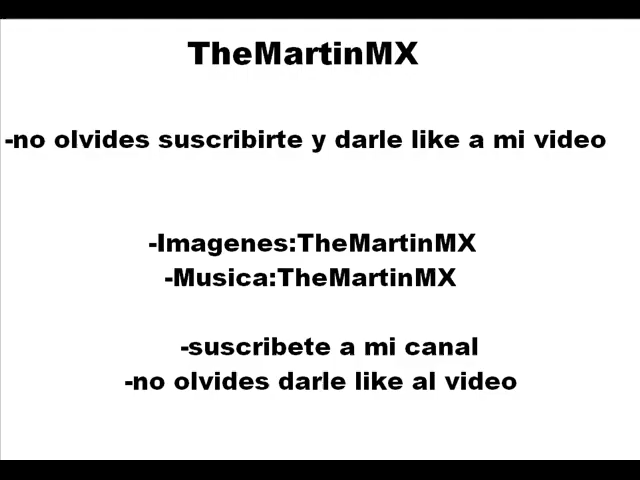 TheMartinMX
-no olvides suscribirte y darle like a mi video
-Imagenes:TheMartinMX
-Musica:TheMartinMX
-suscribete a mi canal
-no olvides darle like al video